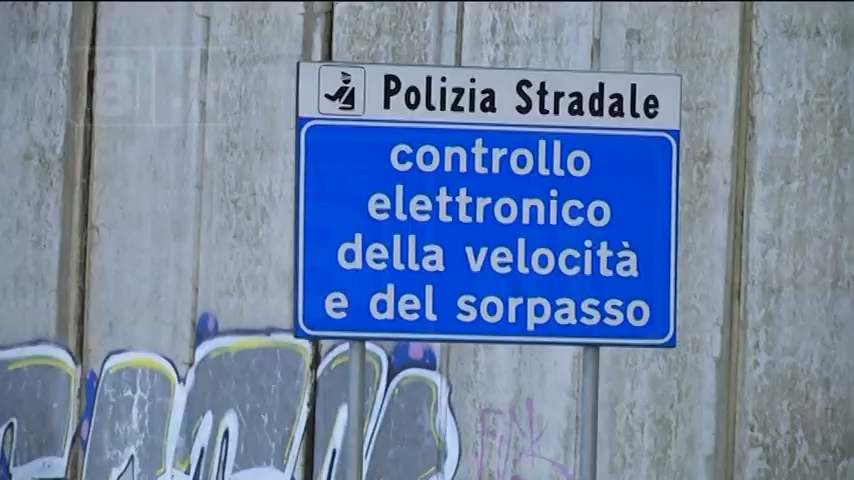 Polizia Stradale
controllo
elettronico
della velocità
e del sorpasso